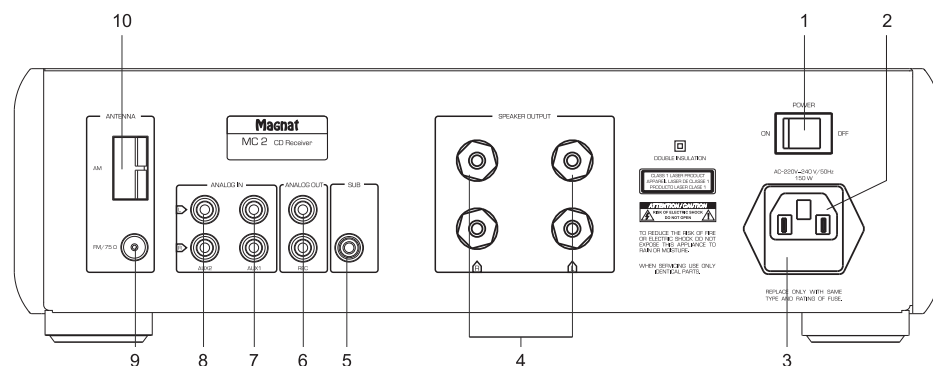 10
1
2
ANTENNA
AM
FM/75Ω
Magnat
MC 2 CD Receiver
ANALOG IN
ANALOG OUT
SUB
L
R
AUX2
AUX1
REC
SPEAKER OUTPUT
R
L
DOUBLE INSULATION
CLASS 1 LASER PRODUCT
APPAREIL LASER DE CLASSE 1
PRODUCTO LASER CLASE 1
ATTENTION/CAUTION
RISK OF ELECTRIC SHOCK
DO NOT OPEN
TO REDUCE THE RISK OF FIRE
OR ELECTRIC SHOCK DO NOT
EXPOSE THIS APPLIANCE TO
RAIN OR MOISTURE.
WHEN SERVICING USE ONLY
IDENTICAL PARTS.
POWER
ON
OFF
AC~220V-240V/50Hz
150 W
REPLACE ONLY WITH SAME
TYPE AND RATING OF FUSE.
9
8
7
6
5
4
3